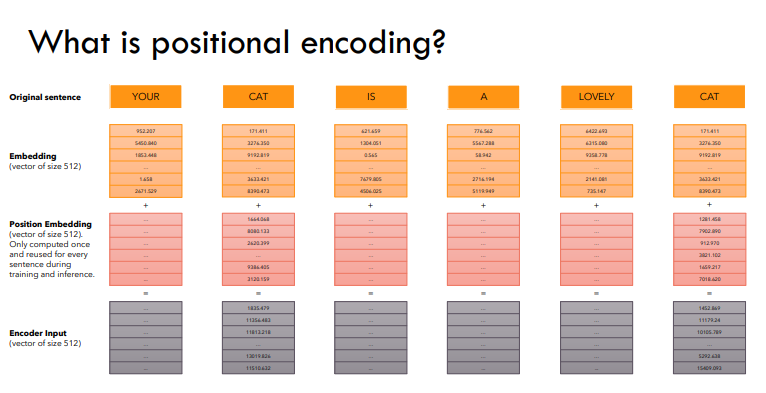 What is positional encoding?
Original sentence YOUR CAT IS A LOVELY CAT
952.207 171.411 621.659 776.562 6422.693 171.411
Embedding 5450.840 3276.350 1304.051 5567.288 6315.080 3276.350
(vector of size 512) 1853.448 9192.819 0.565 58.942 9358.778 9192.819
... ... ... ... ... ...
1.658 3633.421 7679.805 2716.194 2141.081 3633.421
2671.529 8390.473 4506.025 5119.949 735.147 8390.473
+ + + + + +
Position Embedding ... 1664.068 ... ... ... 1281.458
(vector of size 512). ... 8080.133 ... ... ... 7902.890
Only computed once ... 2620.399 ... ... ... 912.970
and reused for every ... ... ... ... ... 3821.102
sentence during ... 9386.405 ... ... ... 1659.217
training and inference. ... 3120.159 ... ... ... 7018.620
= = = = = =
... 1835.479 ... ... ... 1452.869
... 11356.483 ... ... ... 11179.24
Encoder Input ... 11813.218 ... ... ... 10105.789
(vector of size 512) ... ... ... ... ... ...
... 13019.826 ... ... ... 5292.638
... 11510.632 ... ... ... 15409.093